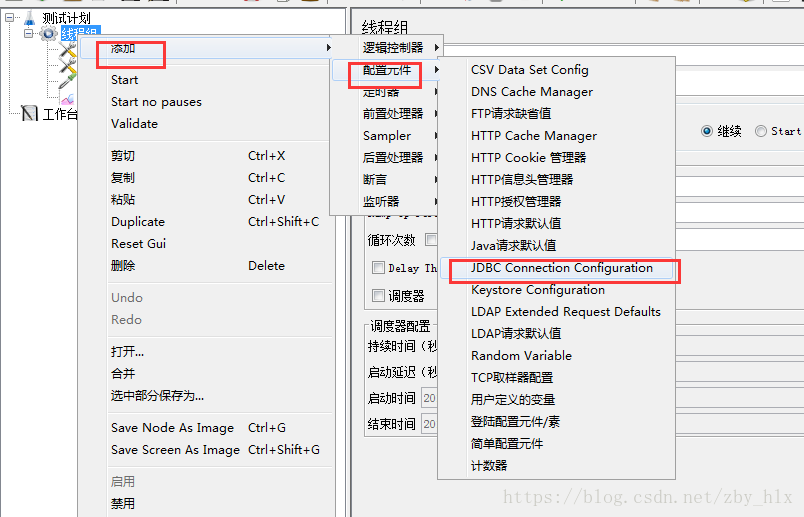 测试计划
线程组
工作台
添加
Start
Start no pauses
Validate
剪切 Ctrl+X
复制 Ctrl+C
粘贴 Ctrl+V
Duplicate Ctrl+Shift+C
Reset Gui
删除 Delete
Undo
Redo
打开...
合并
选中部分保存为...
Save Node As Image Ctrl+G
Save Screen As Image Ctrl+Shift+G
启用
禁用
逻辑控制器
配置元件
定时器
前置处理器
Sampler
后置处理器
断言
监听器
CSV Data Set Config
DNS Cache Manager
FTP请求缺省值
HTTP Cache Manager
HTTP Cookie 管理器
HTTP信息头管理器
HTTP授权管理器
HTTP请求默认值
Java请求默认值
JDBC Connection Configuration
Keystore Configuration
LDAP Extended Request Defaults
LDAP请求默认值
Random Variable
TCP取样器配置
用户定义的变量
登陆配置元件/素
简单配置元件
计数器
线程组
继续 Start
循环次数
Delay Th
调度器
调度器配置
持续时间（秒
启动延迟（秒
启动时间 20
结束时间 20
https://blog.csdn.net/zby_hlx